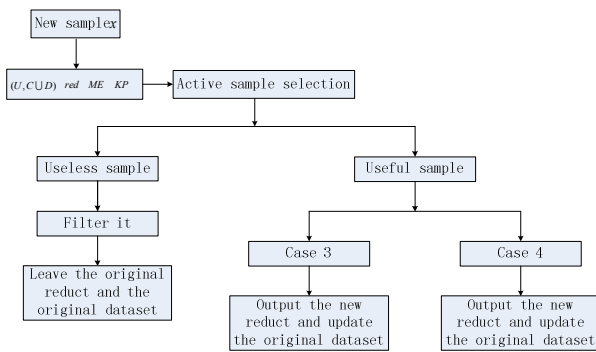 New sample x
(U, C∪D) red ME KP
Active sample selection
Useless sample
Useful sample
Filter it
Case 3
Case 4
Leave the original
reduct and the
original dataset
Output the new
reduct and update
the original dataset
Output the new
reduct and update
the original dataset